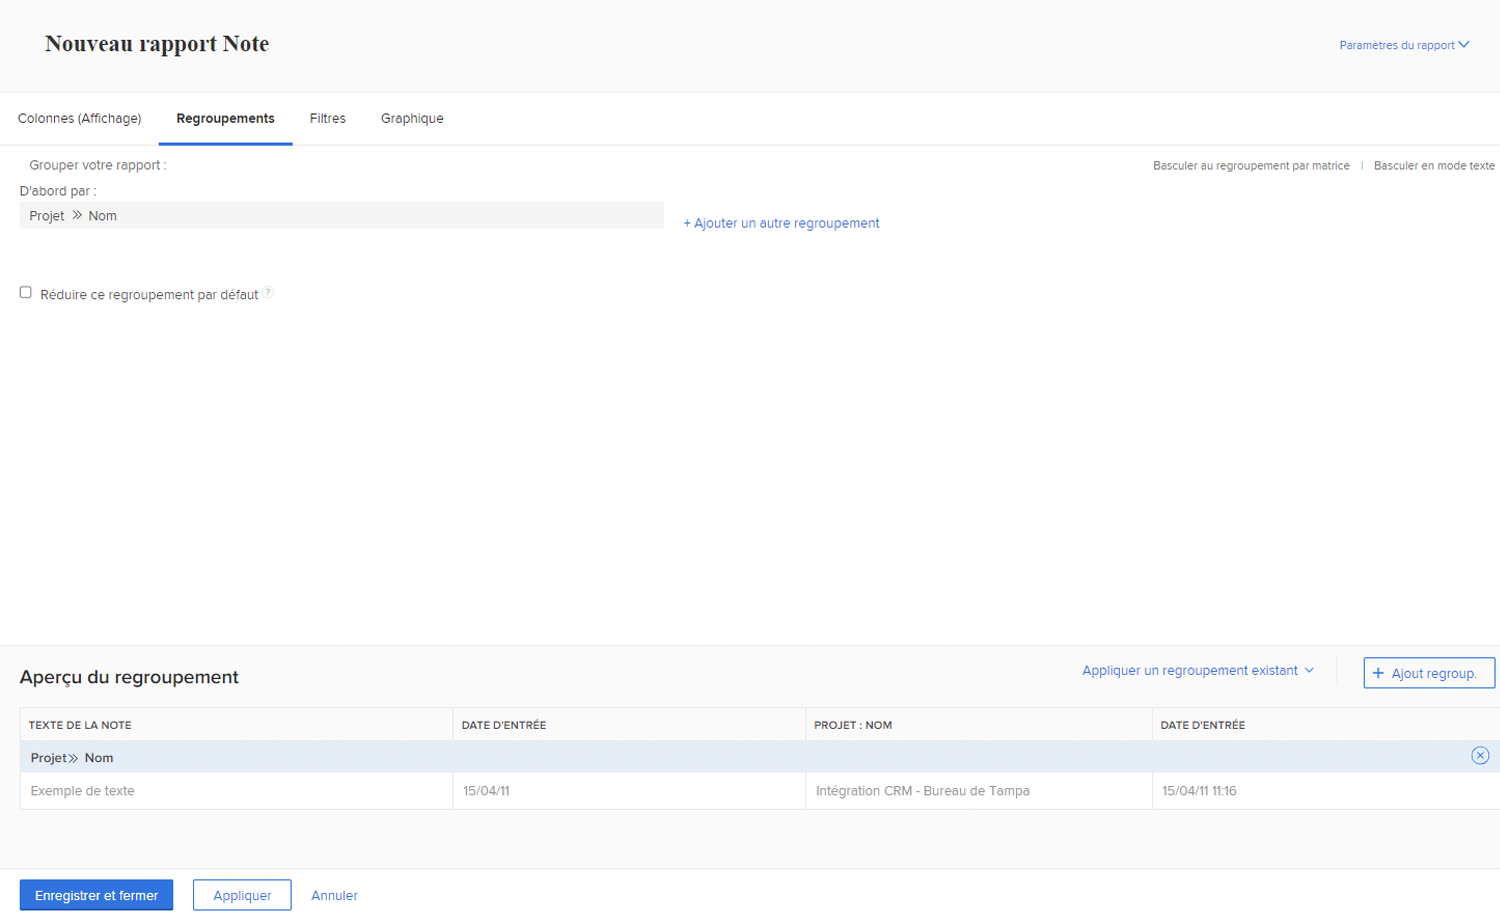 Nouveau rapport Note
Paramètres du rapport
Colonnes (Affichage) Regroupements Filtres Graphique
Grouper votre rapport :
Basculer au regroupement par matrice | Basculer en mode texte
D'abord par :
Projet » Nom
+ Ajouter un autre regroupement
Réduire ce regroupement par défaut ?
Aperçu du regroupement
Appliquer un regroupement existant
+ Ajout regroup.
TEXTE DE LA NOTE DATE D'ENTRÉE PROJET : NOM DATE D'ENTRÉE
Projet» Nom
Exemple de texte 15/04/11 Intégration CRM - Bureau de Tampa 15/04/11 11:16
Enregistrer et fermer Appliquer Annuler